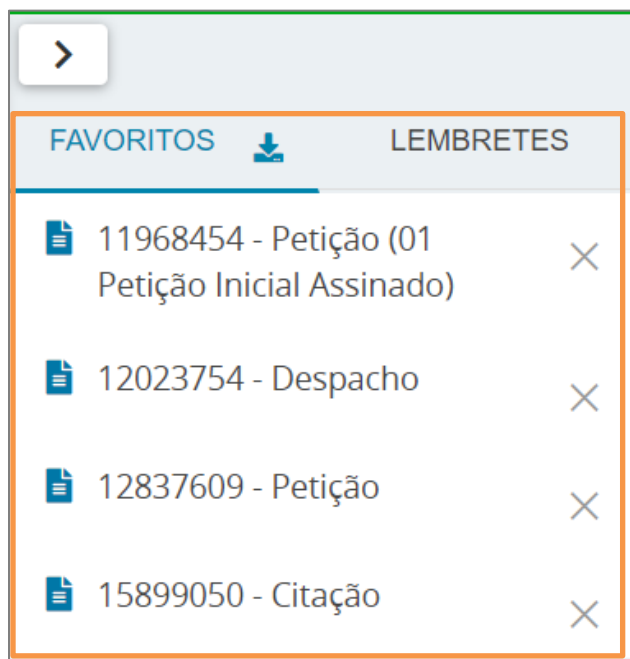 FAVORITOS LEMBRETES
11968454 - Petição (01
Petição Inicial Assinado)
12023754 - Despacho
12837609 - Petição
15899050 - Citação